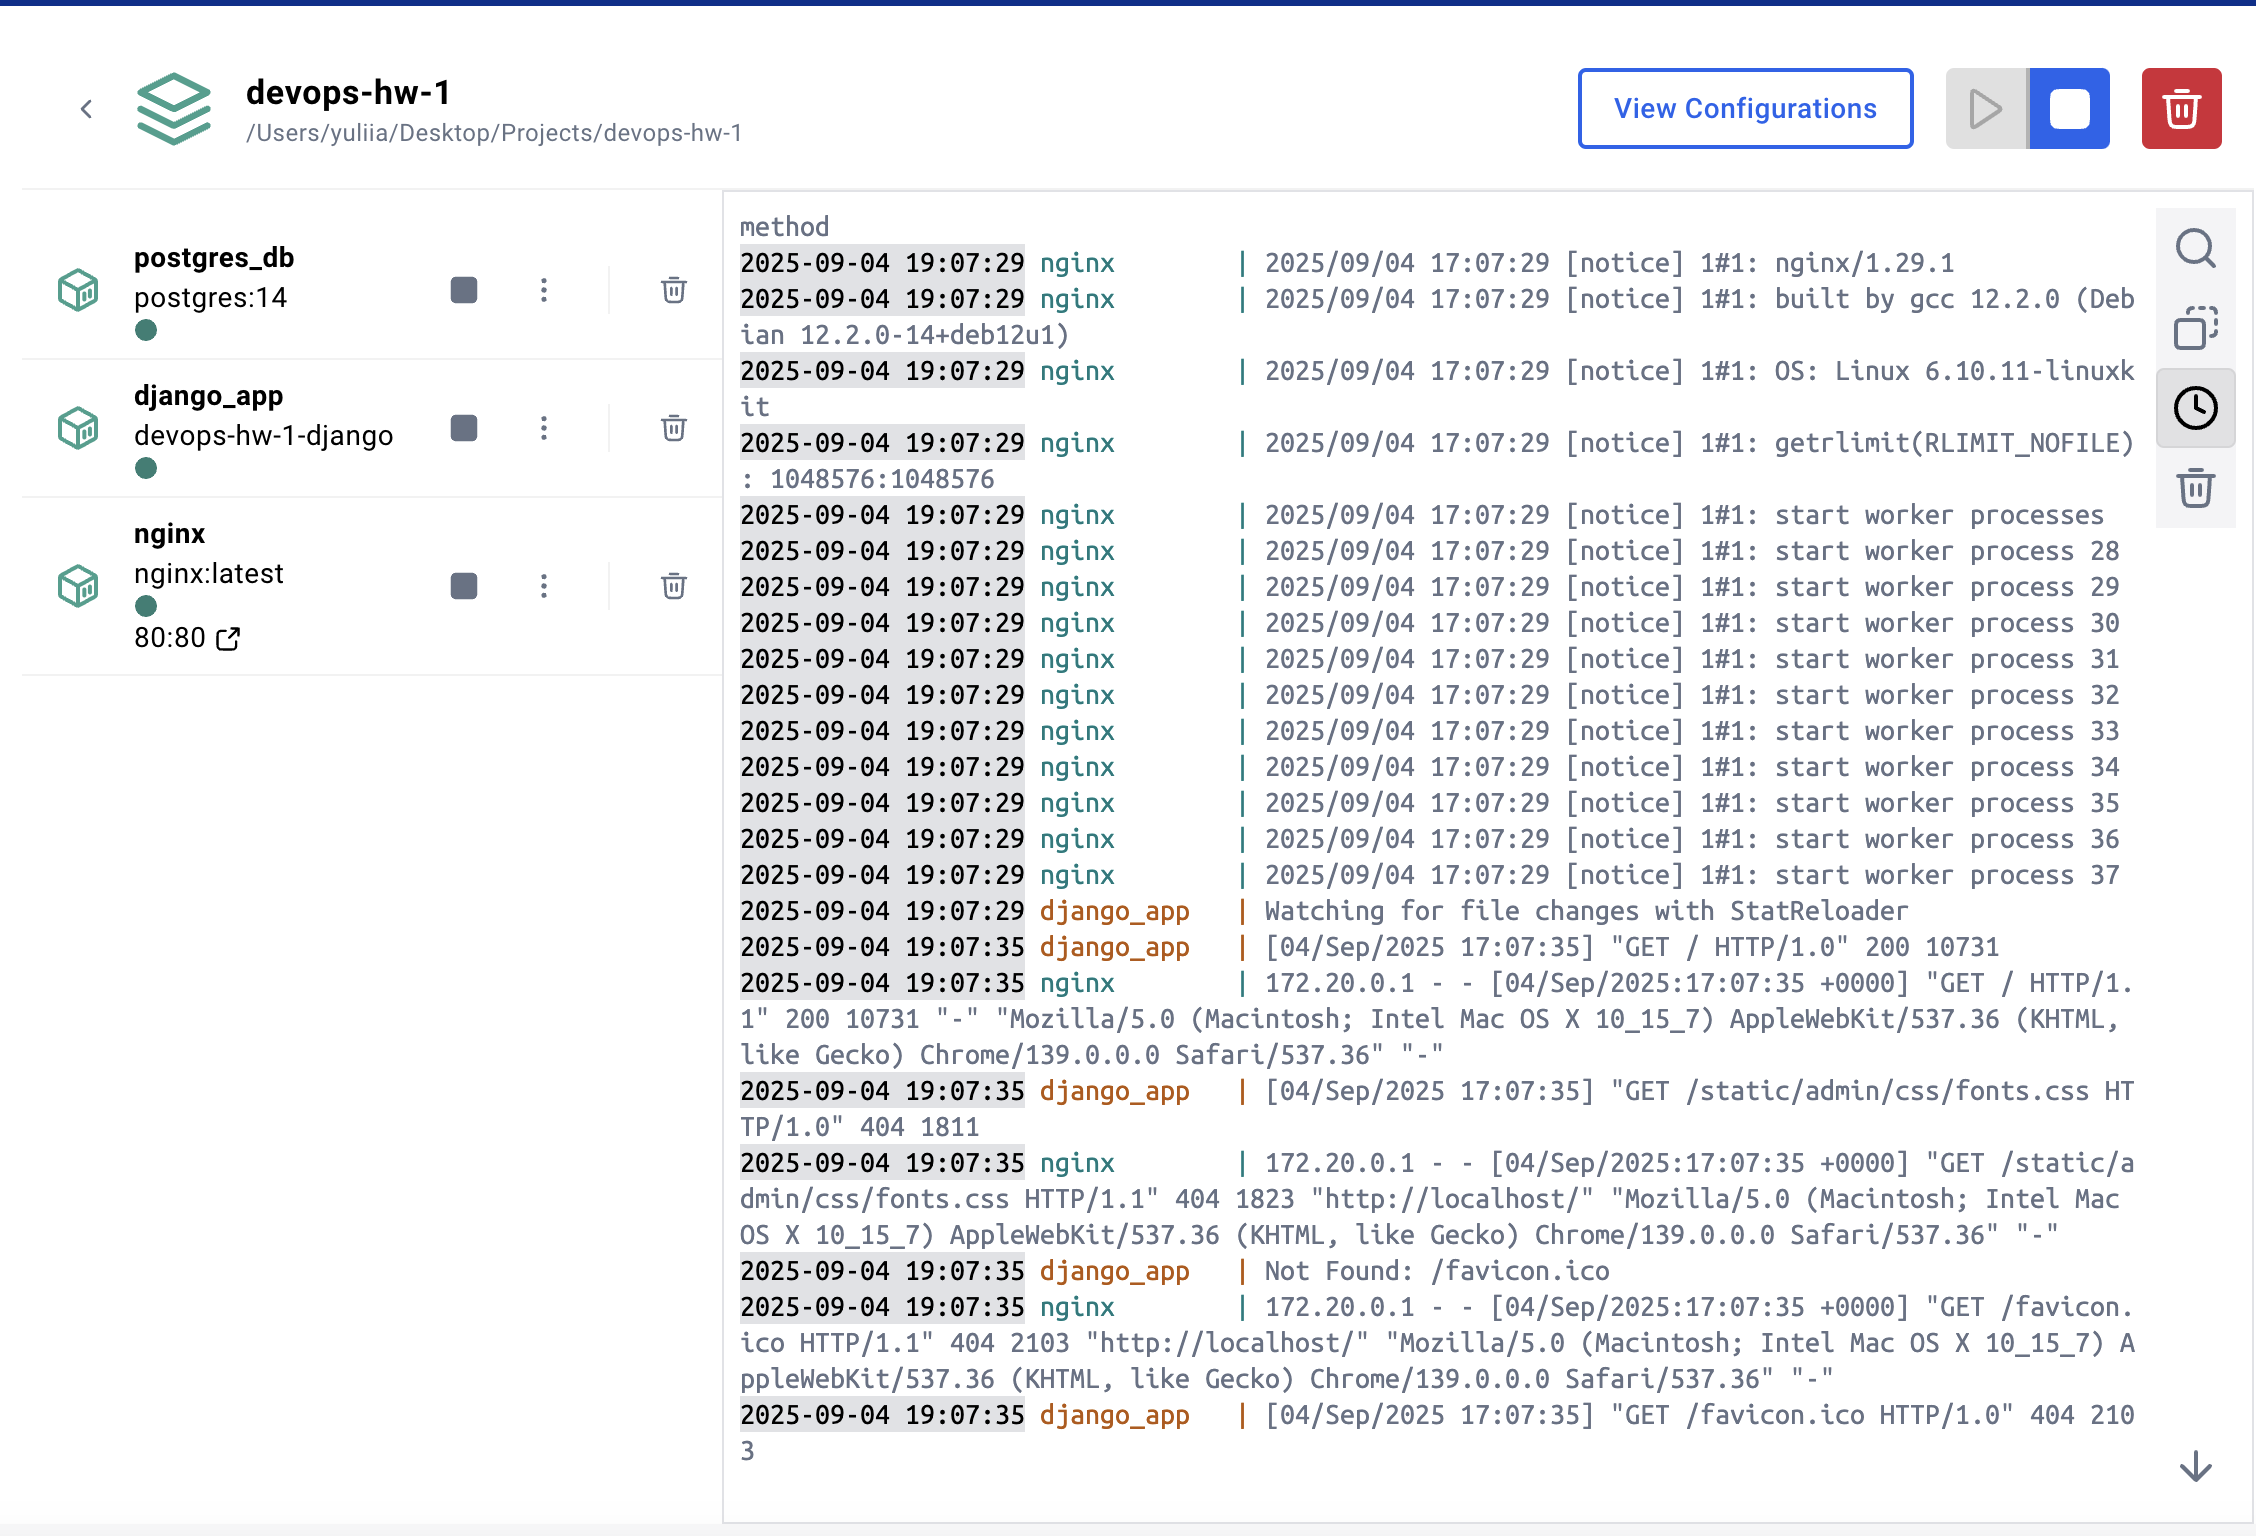 devops-hw-1
/Users/yuliia/Desktop/Projects/devops-hw-1
View Configurations
postgres_db
postgres:14
django_app
devops-hw-1-django
nginx
nginx:latest
80:80
method
2025-09-04 19:07:29 nginx | 2025/09/04 17:07:29 [notice] 1#1: nginx/1.29.1
2025-09-04 19:07:29 nginx | 2025/09/04 17:07:29 [notice] 1#1: built by gcc 12.2.0 (Deb
ian 12.2.0-14+deb12u1)
2025-09-04 19:07:29 nginx | 2025/09/04 17:07:29 [notice] 1#1: OS: Linux 6.10.11-linuxk
it
2025-09-04 19:07:29 nginx | 2025/09/04 17:07:29 [notice] 1#1: getrlimit(RLIMIT_NOFILE)
: 1048576:1048576
2025-09-04 19:07:29 nginx | 2025/09/04 17:07:29 [notice] 1#1: start worker processes
2025-09-04 19:07:29 nginx | 2025/09/04 17:07:29 [notice] 1#1: start worker process 28
2025-09-04 19:07:29 nginx | 2025/09/04 17:07:29 [notice] 1#1: start worker process 29
2025-09-04 19:07:29 nginx | 2025/09/04 17:07:29 [notice] 1#1: start worker process 30
2025-09-04 19:07:29 nginx | 2025/09/04 17:07:29 [notice] 1#1: start worker process 31
2025-09-04 19:07:29 nginx | 2025/09/04 17:07:29 [notice] 1#1: start worker process 32
2025-09-04 19:07:29 nginx | 2025/09/04 17:07:29 [notice] 1#1: start worker process 33
2025-09-04 19:07:29 nginx | 2025/09/04 17:07:29 [notice] 1#1: start worker process 34
2025-09-04 19:07:29 nginx | 2025/09/04 17:07:29 [notice] 1#1: start worker process 35
2025-09-04 19:07:29 nginx | 2025/09/04 17:07:29 [notice] 1#1: start worker process 36
2025-09-04 19:07:29 nginx | 2025/09/04 17:07:29 [notice] 1#1: start worker process 37
2025-09-04 19:07:29 django_app | Watching for file changes with StatReloader
2025-09-04 19:07:35 django_app | [04/Sep/2025 17:07:35] "GET / HTTP/1.0" 200 10731
2025-09-04 19:07:35 nginx | 172.20.0.1 - - [04/Sep/2025:17:07:35 +0000] "GET / HTTP/1.
1" 200 10731 "-" "Mozilla/5.0 (Macintosh; Intel Mac OS X 10_15_7) AppleWebKit/537.36 (KHTML,
like Gecko) Chrome/139.0.0.0 Safari/537.36" "-"
2025-09-04 19:07:35 django_app | [04/Sep/2025 17:07:35] "GET /static/admin/css/fonts.css HT
TP/1.0" 404 1811
2025-09-04 19:07:35 nginx | 172.20.0.1 - - [04/Sep/2025:17:07:35 +0000] "GET /static/a
dmin/css/fonts.css HTTP/1.1" 404 1823 "http://localhost/" "Mozilla/5.0 (Macintosh; Intel Mac
OS X 10_15_7) AppleWebKit/537.36 (KHTML, like Gecko) Chrome/139.0.0.0 Safari/537.36" "-"
2025-09-04 19:07:35 django_app | Not Found: /favicon.ico
2025-09-04 19:07:35 nginx | 172.20.0.1 - - [04/Sep/2025:17:07:35 +0000] "GET /favicon.
ico HTTP/1.1" 404 2103 "http://localhost/" "Mozilla/5.0 (Macintosh; Intel Mac OS X 10_15_7) A
ppleWebKit/537.36 (KHTML, like Gecko) Chrome/139.0.0.0 Safari/537.36" "-"
2025-09-04 19:07:35 django_app | [04/Sep/2025 17:07:35] "GET /favicon.ico HTTP/1.0" 404 210
3